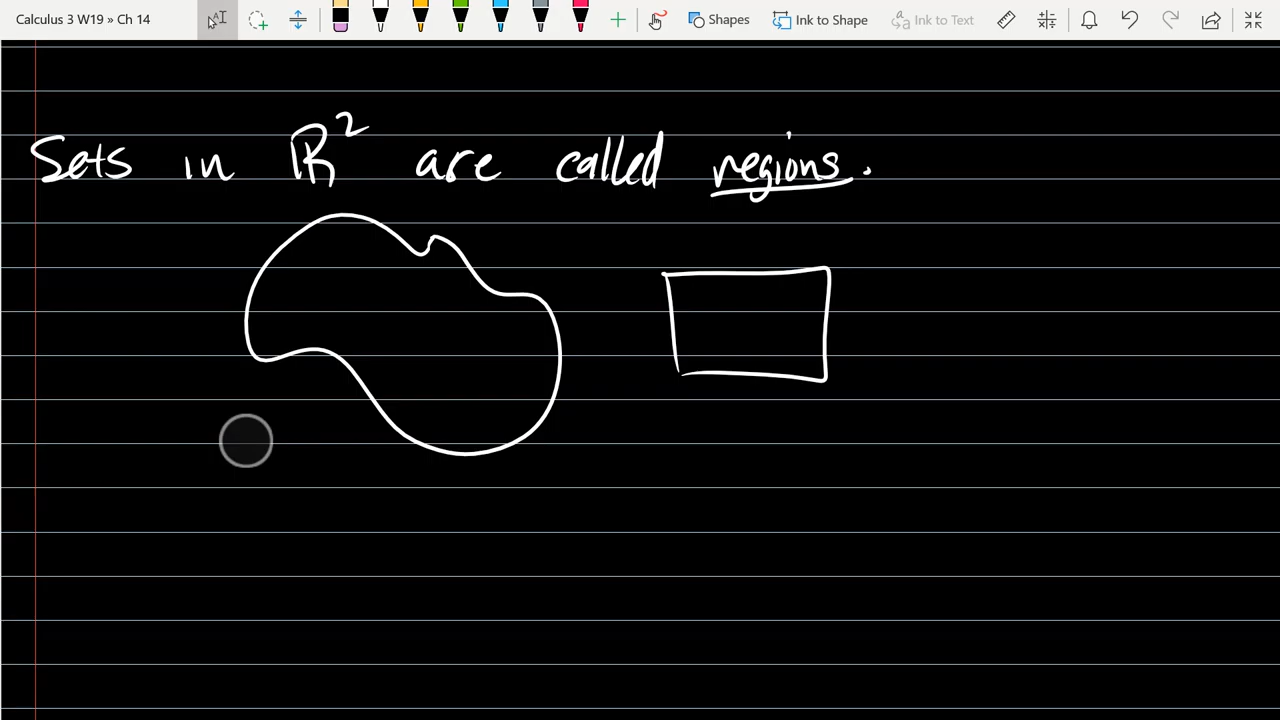 Calculus 3 W19 » Ch 14
Shapes
Ink to Shape
Ink to Text
Sets in ℝ² are called regions.